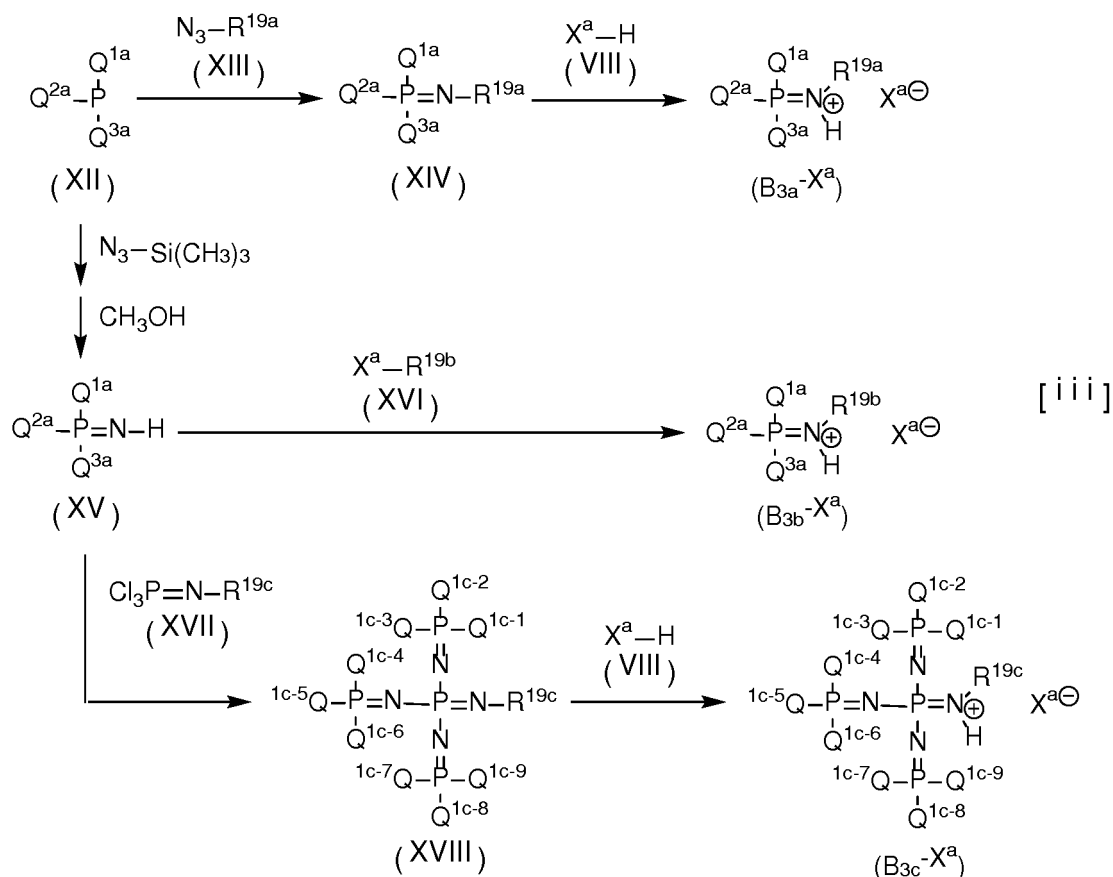 N3-R19a
(XIII)
Xa-H
(VIII)
Q1a
Q2a-P
Q3a
(XII)
Q1a
Q2a-P=N-R19a
Q3a
(XIV)
Q1a R19a
Q2a-P=N⊕ Xa⊖
Q3a H
(B3a-Xa)
N3-Si(CH3)3
CH3OH
Q1a
Q2a-P=N-H
Q3a
(XV)
Xa-R19b
(XVI)
Q1a R19b
Q2a-P=N⊕ Xa⊖
Q3a H
(B3b-Xa)
[iii]
Cl3P=N-R19c
(XVII)
Q1c-2
1c-3Q-P-Q1c-1
Q1c-4 N
1c-5Q-P=N-P=N-R19c
Q1c-6 N
1c-7Q-P-Q1c-9
Q1c-8
(XVIII)
Xa-H
(VIII)
Q1c-2
1c-3Q-P-Q1c-1
Q1c-4 N R19c
1c-5Q-P=N-P=N⊕ Xa⊖
Q1c-6 N H
1c-7Q-P-Q1c-9
Q1c-8
(B3c-Xa)